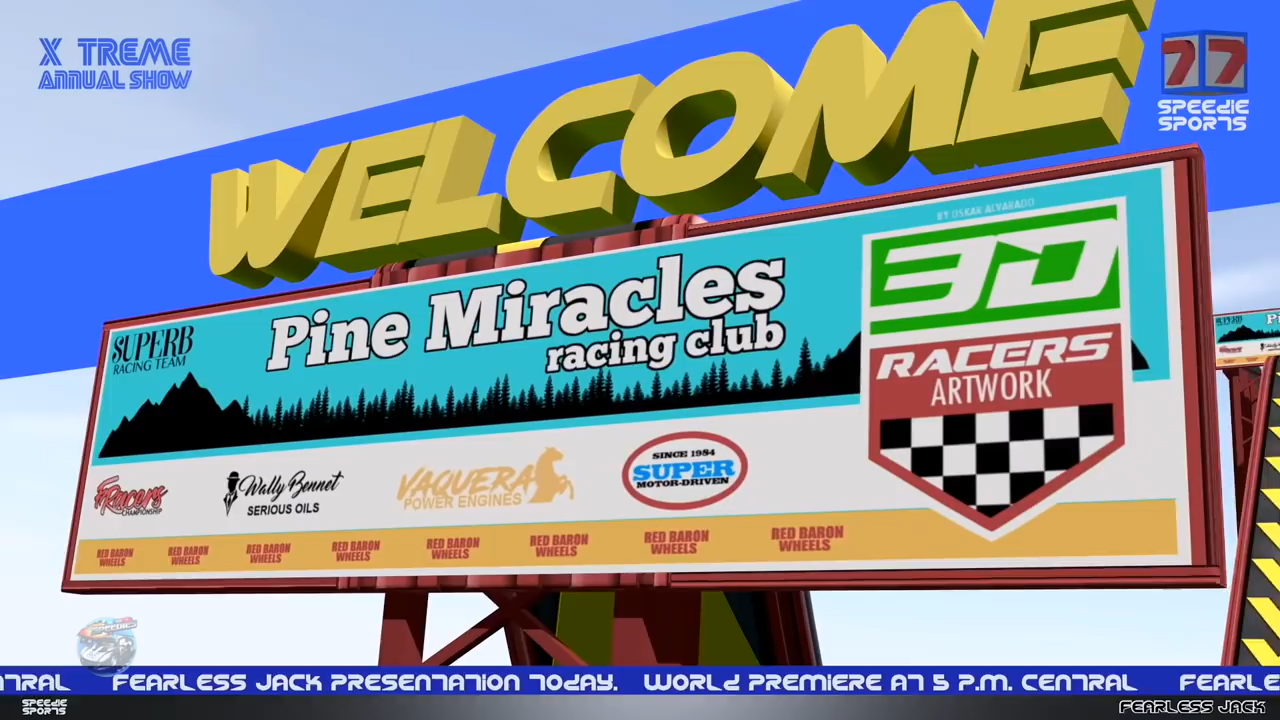 X TREME
ANNUAL SHOW
77
SPEEDIE
SPORTS
WELCOME
BY OSKAR ALVARADO
SUPERB
RACING TEAM
Pine Miracles
racing club
3D
RACERS
ARTWORK
RACERS
CHAMPIONSHIP
Wally Bennet
SERIOUS OILS
VAQUERA
POWER ENGINES
SINCE 1984
SUPER
MOTOR-DRIVEN
RED BARON
WHEELS
RED BARON
WHEELS
RED BARON
WHEELS
RED BARON
WHEELS
RED BARON
WHEELS
RED BARON
WHEELS
RED BARON
WHEELS
RED BARON
WHEELS
NTRAL FEARLESS JACK PRESENTATION TODAY. WORLD PREMIERE AT 5 P.M. CENTRAL FEARLE
SPEEDIE
SPORTS
FEARLESS JACK